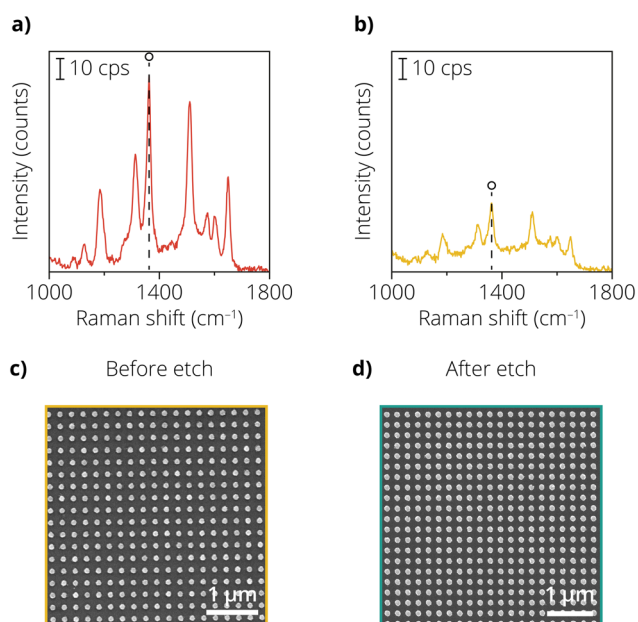 a)
10 cps
Intensity (counts)
1000 1400 1800
Raman shift (cm⁻¹)
b)
10 cps
Intensity (counts)
1000 1400 1800
Raman shift (cm⁻¹)
c) Before etch
1 μm
d) After etch
1 μm